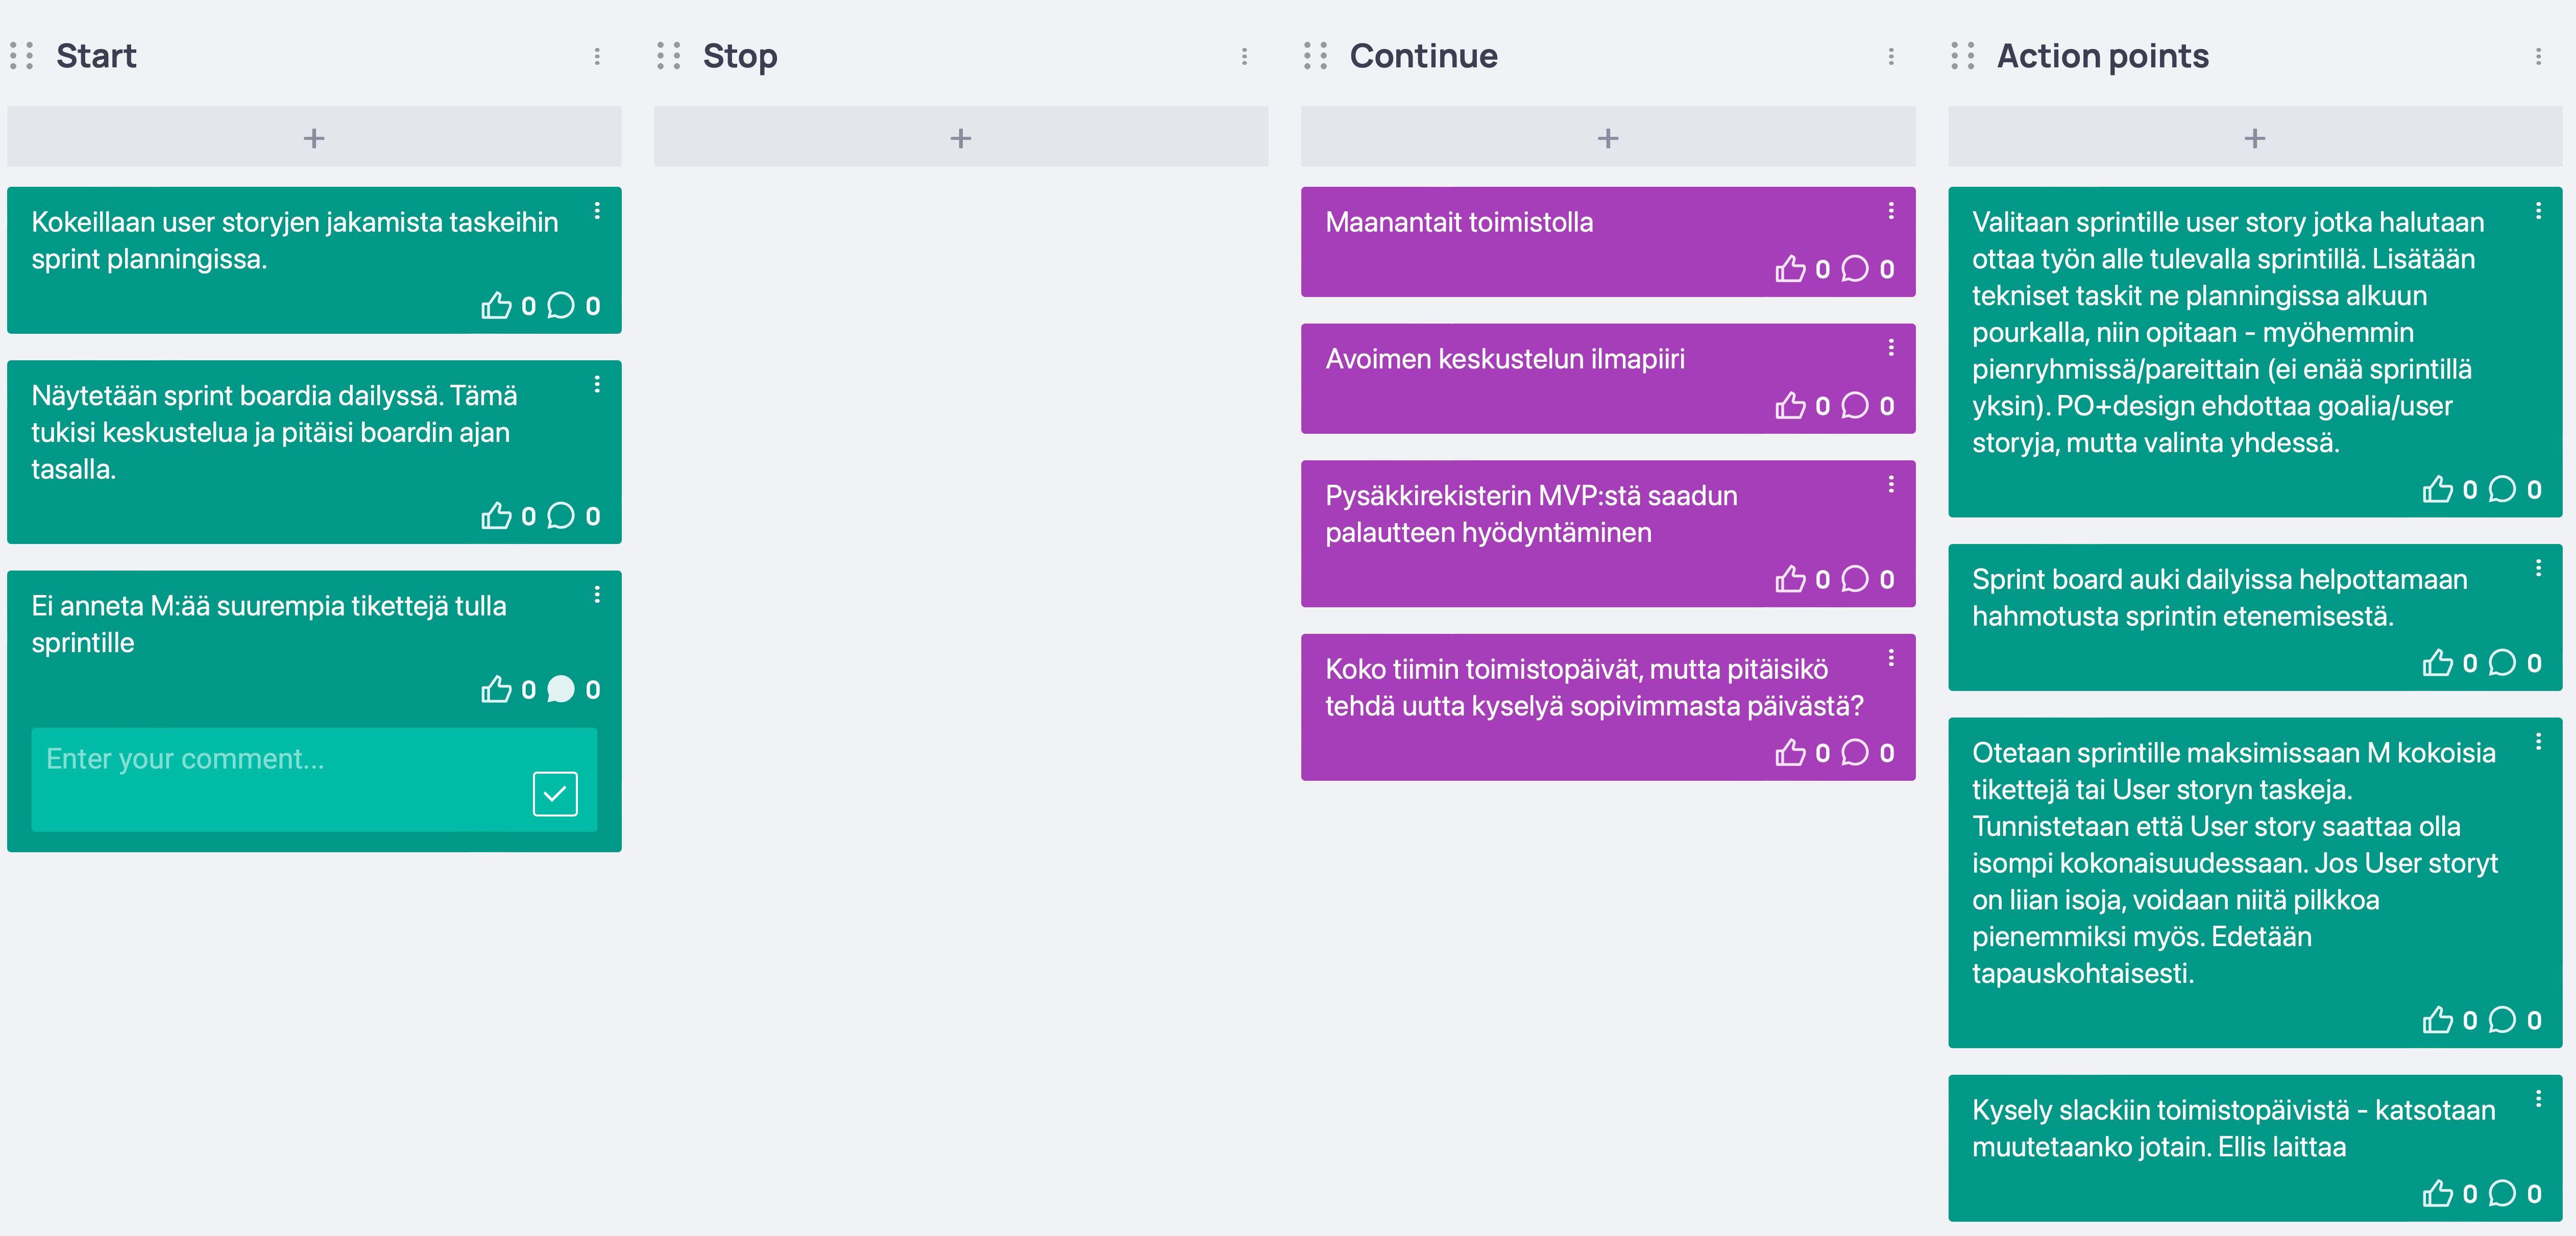 Start
+
Kokeillaan user storyjen jakamista taskeihin
sprint planningissa.
0 0
Näytetään sprint boardia dailyssä. Tämä
tukisi keskustelua ja pitäisi boardin ajan
tasalla.
0 0
Ei anneta M:ää suurempia tikettejä tulla
sprintille
0 0
Enter your comment...
Stop
+
Continue
+
Maanantait toimistolla
0 0
Avoimen keskustelun ilmapiiri
0 0
Pysäkkirekisterin MVP:stä saadun
palautteen hyödyntäminen
0 0
Koko tiimin toimistopäivät, mutta pitäisikö
tehdä uutta kyselyä sopivimmasta päivästä?
0 0
Action points
+
Valitaan sprintille user story jotka halutaan
ottaa työn alle tulevalla sprintillä. Lisätään
tekniset taskit ne planningissa alkuun
pourkalla, niin opitaan - myöhemmin
pienryhmissä/pareittain (ei enää sprintillä
yksin). PO+design ehdottaa goalia/user
storyja, mutta valinta yhdessä.
0 0
Sprint board auki dailyissa helpottamaan
hahmotusta sprintin etenemisestä.
0 0
Otetaan sprintille maksimissaan M kokoisia
tikettejä tai User storyn taskeja.
Tunnistetaan että User story saattaa olla
isompi kokonaisuudessaan. Jos User storyt
on liian isoja, voidaan niitä pilkkoa
pienemmiksi myös. Edetään
tapauskohtaisesti.
0 0
Kysely slackiin toimistopäivistä - katsotaan
muutetaanko jotain. Ellis laittaa
0 0